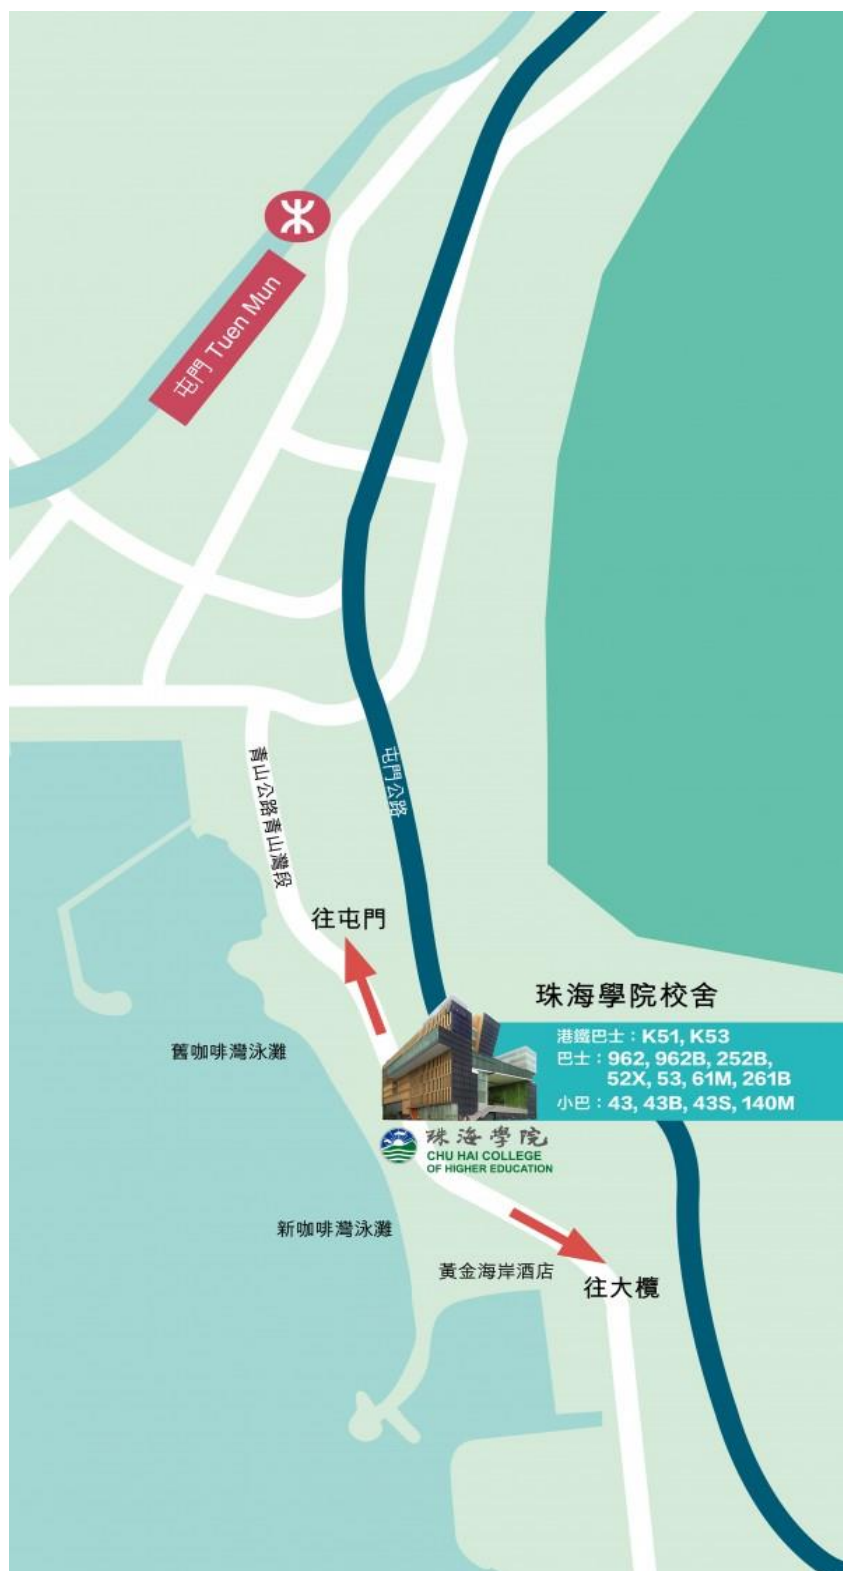 屯門 Tuen Mun
青山公路青山灣段
屯門公路
往屯門
珠海學院校舍
港鐵巴士：K51, K53
巴士：962, 962B, 252B,
52X, 53, 61M, 261B
小巴：43, 43B, 43S, 140M
舊咖啡灣泳灘
珠海學院
CHU HAI COLLEGE
OF HIGHER EDUCATION
新咖啡灣泳灘
黃金海岸酒店
往大欖